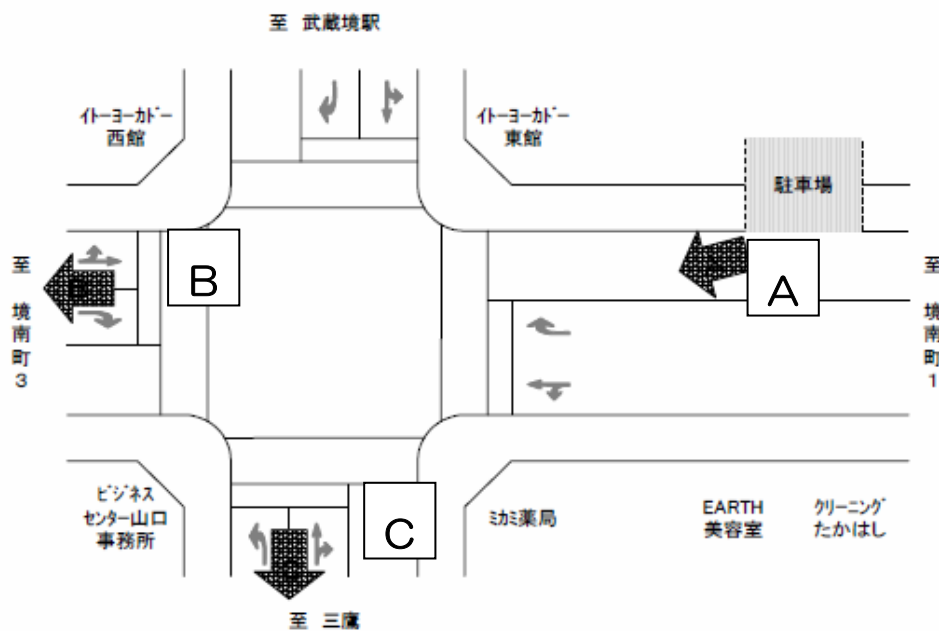 至 武蔵境駅
ｲﾄｰﾖｰｶﾄﾞｰ
西館
ｲﾄｰﾖｰｶﾄﾞｰ
東館
駐車場
至
境
南
町
3
B
A
至
境
南
町
1
ﾋﾞｼﾞﾈｽ
ｾﾝﾀｰ山口
事務所
C
ﾐｶﾐ薬局
EARTH
美容室
ｸﾘｰﾆﾝｸﾞ
たかはし
至 三鷹